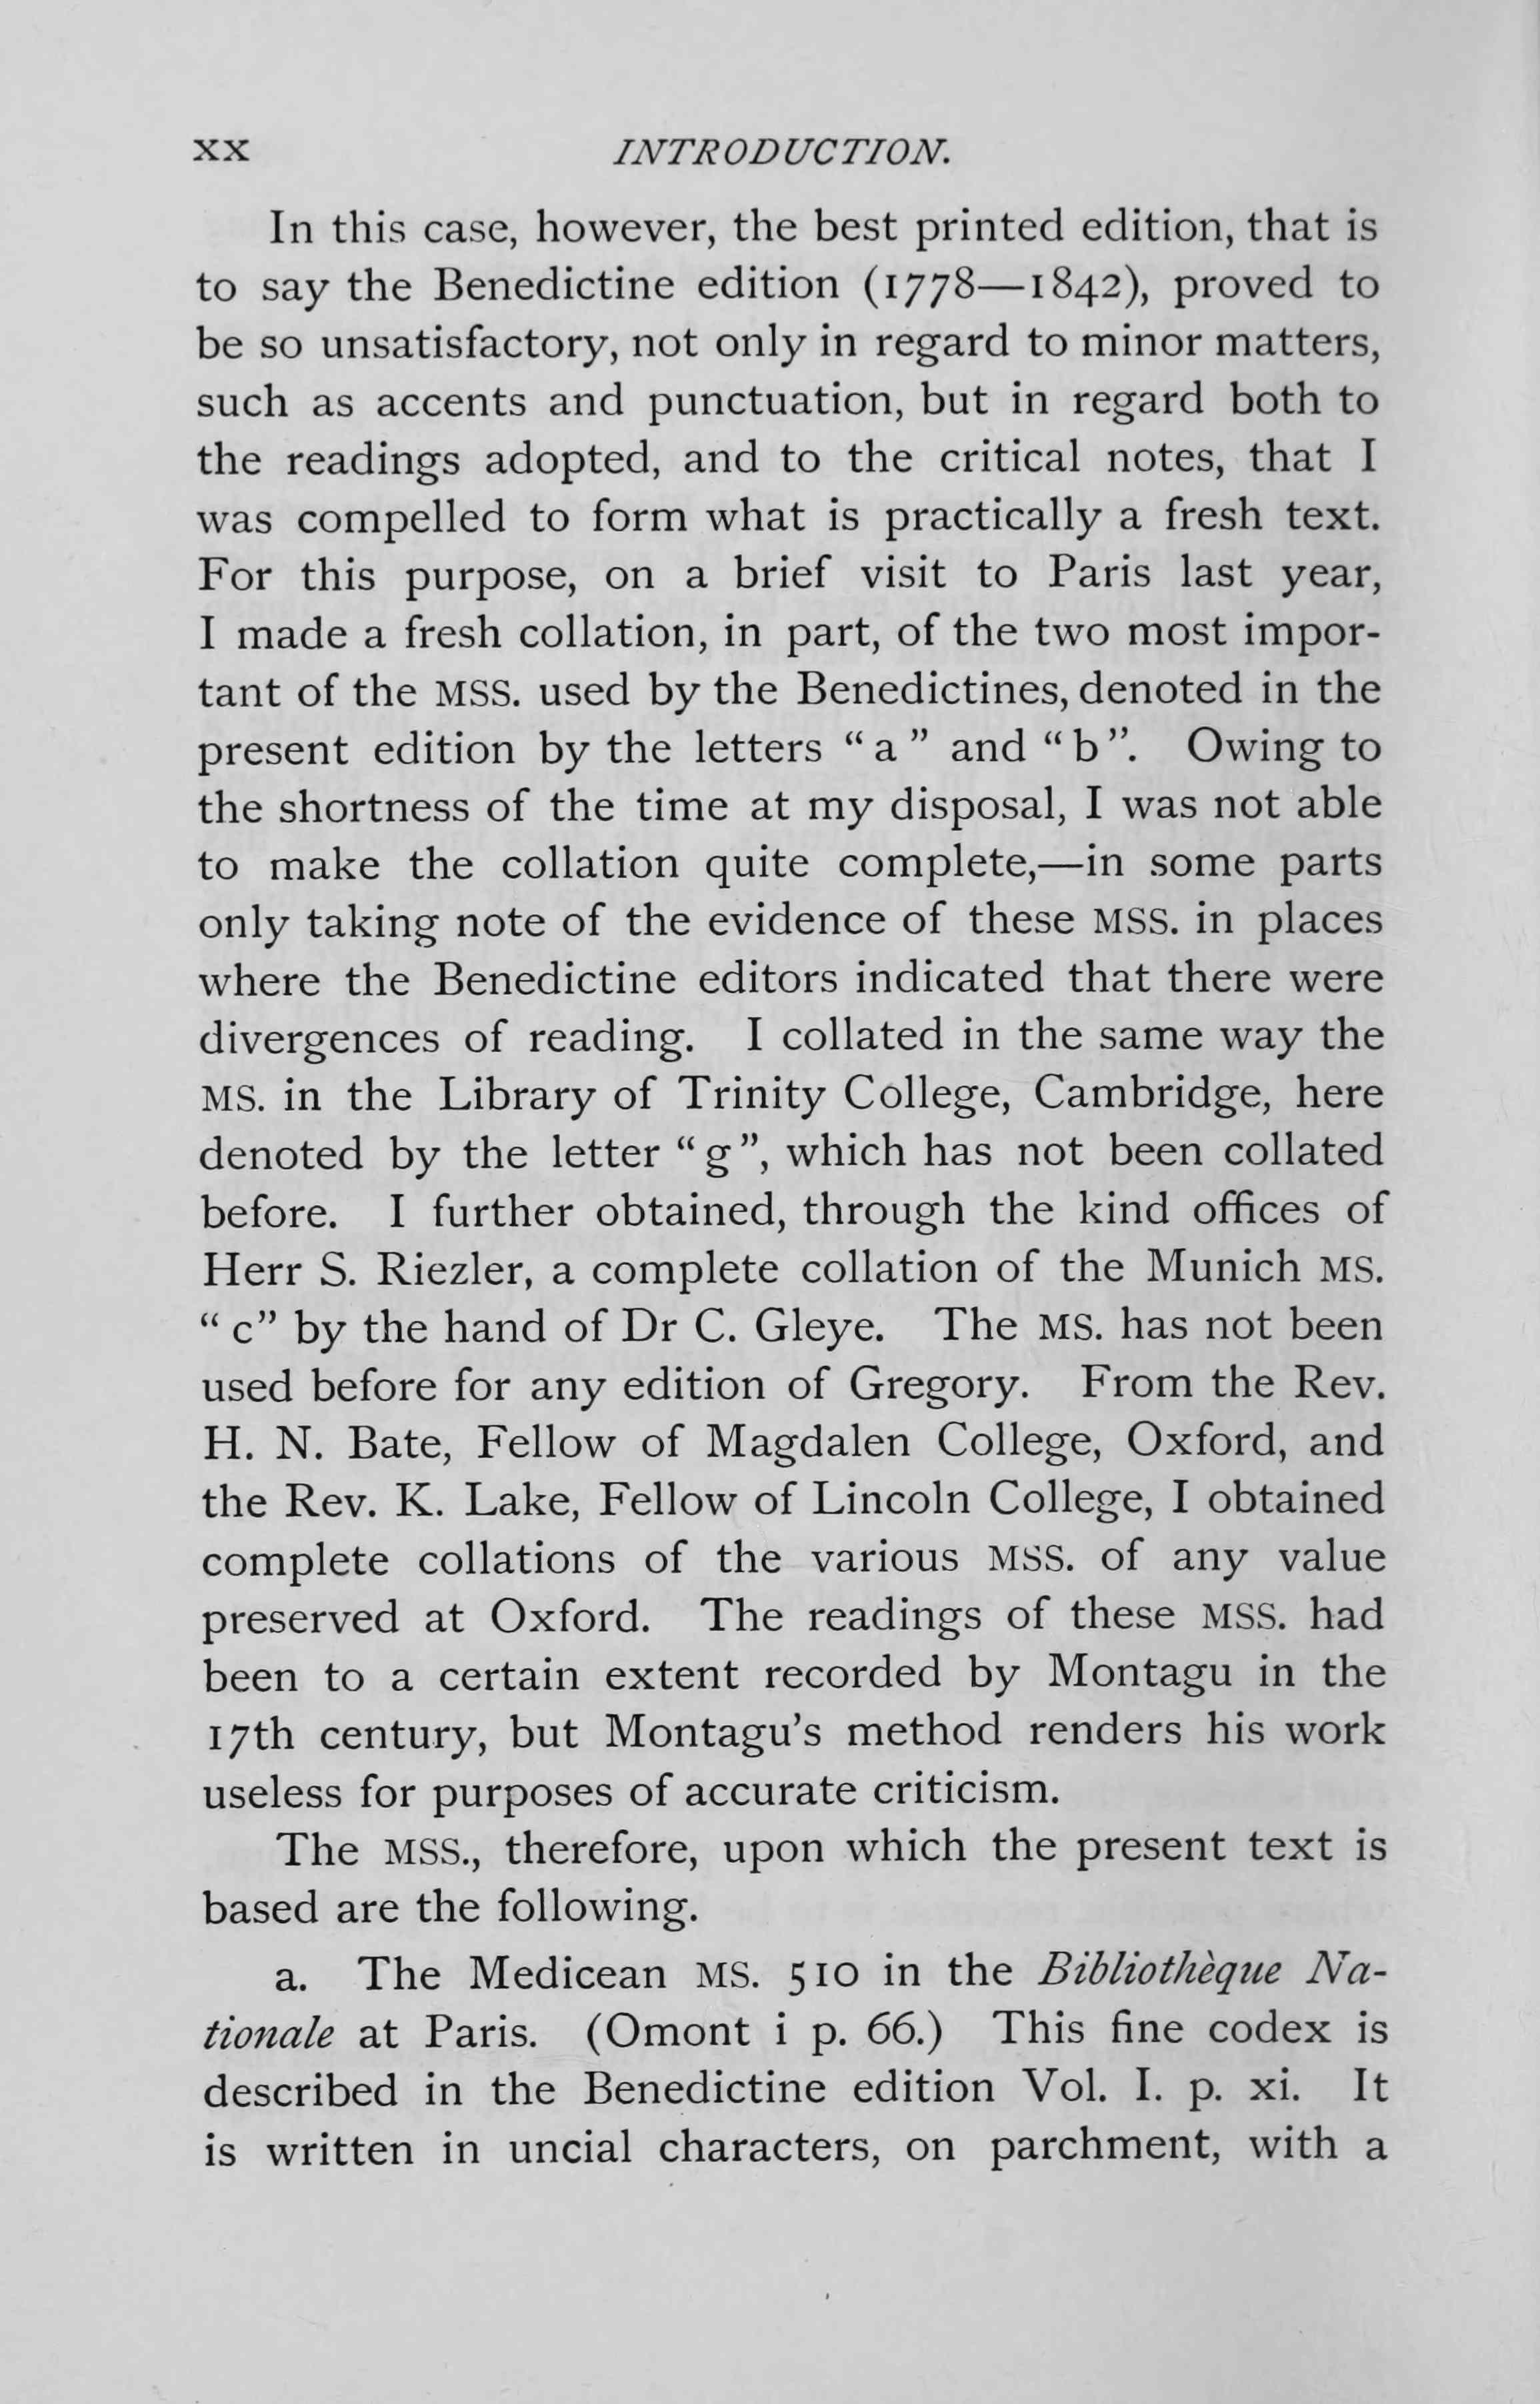 xx INTRODUCTION.
In this case, however, the best printed edition, that is
to say the Benedictine edition (1778—1842), proved to
be so unsatisfactory, not only in regard to minor matters,
such as accents and punctuation, but in regard both to
the readings adopted, and to the critical notes, that I
was compelled to form what is practically a fresh text.
For this purpose, on a brief visit to Paris last year,
I made a fresh collation, in part, of the two most impor-
tant of the MSS. used by the Benedictines, denoted in the
present edition by the letters “a” and “b”. Owing to
the shortness of the time at my disposal, I was not able
to make the collation quite complete,—in some parts
only taking note of the evidence of these MSS. in places
where the Benedictine editors indicated that there were
divergences of reading. I collated in the same way the
MS. in the Library of Trinity College, Cambridge, here
denoted by the letter “g”, which has not been collated
before. I further obtained, through the kind offices of
Herr S. Riezler, a complete collation of the Munich MS.
“c” by the hand of Dr C. Gleye. The MS. has not been
used before for any edition of Gregory. From the Rev.
H. N. Bate, Fellow of Magdalen College, Oxford, and
the Rev. K. Lake, Fellow of Lincoln College, I obtained
complete collations of the various MSS. of any value
preserved at Oxford. The readings of these MSS. had
been to a certain extent recorded by Montagu in the
17th century, but Montagu’s method renders his work
useless for purposes of accurate criticism.
The MSS., therefore, upon which the present text is
based are the following.
a. The Medicean MS. 510 in the Bibliothèque Na-
tionale at Paris. (Omont i p. 66.) This fine codex is
described in the Benedictine edition Vol. I. p. xi. It
is written in uncial characters, on parchment, with a